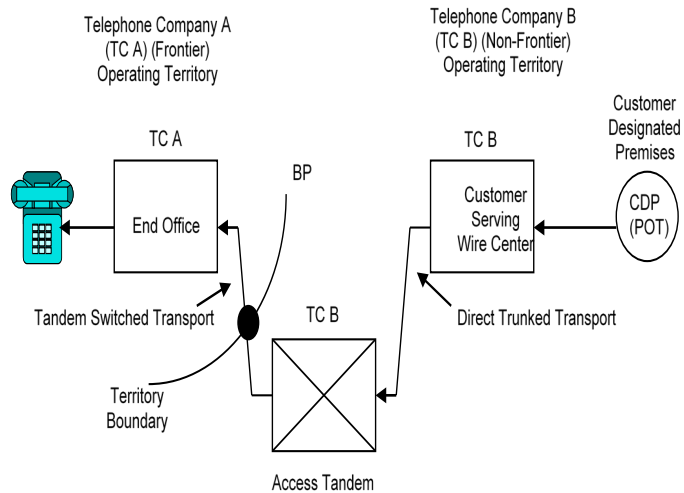 Telephone Company A
(TC A) (Frontier)
Operating Territory
Telephone Company B
(TC B) (Non-Frontier)
Operating Territory
Customer
Designated
Premises
TC A
TC B
BP
End Office
Customer
Serving
Wire Center
CDP
(POT)
Tandem Switched Transport
TC B
Direct Trunked Transport
Territory
Boundary
Access Tandem